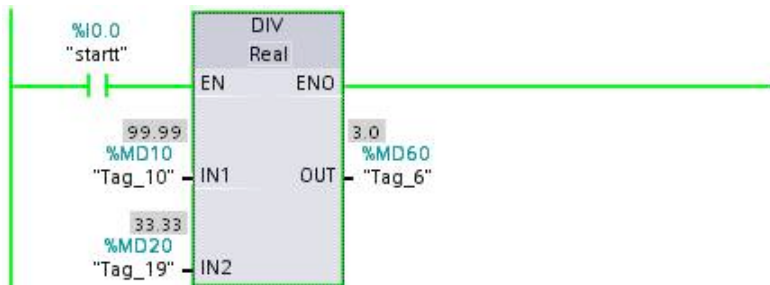 %I0.0
"startt"
DIV
Real
EN ENO
99.99
%MD10
"Tag_10"
IN1
3.0
%MD60
OUT
"Tag_6"
33.33
%MD20
"Tag_19"
IN2